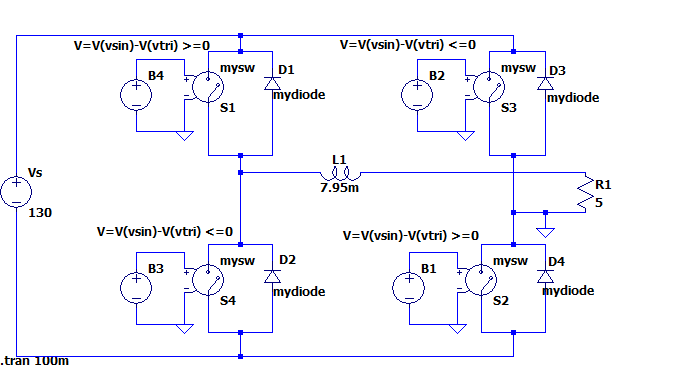 V=V(vsin)-V(vtri) >=0
V=V(vsin)-V(vtri) <=0
B4
mysw
D1
mydiode
S1
B2
mysw
D3
mydiode
S3
L1
7.95m
Vs
130
R1
5
V=V(vsin)-V(vtri) <=0
V=V(vsin)-V(vtri) >=0
B3
mysw
D2
mydiode
S4
B1
mysw
D4
mydiode
S2
.tran 100m